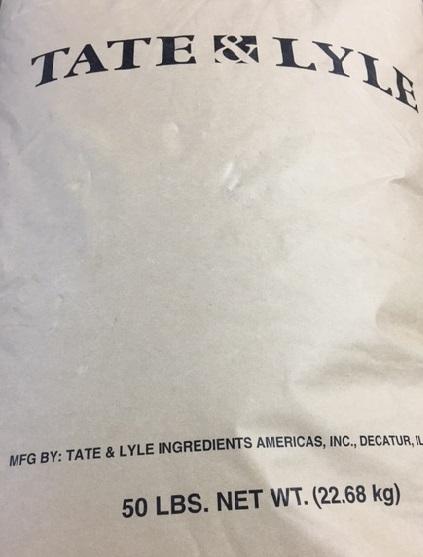 TATE & LYLE
MFG BY: TATE & LYLE INGREDIENTS AMERICAS, INC., DECATUR, IL
50 LBS. NET WT. (22.68 kg)